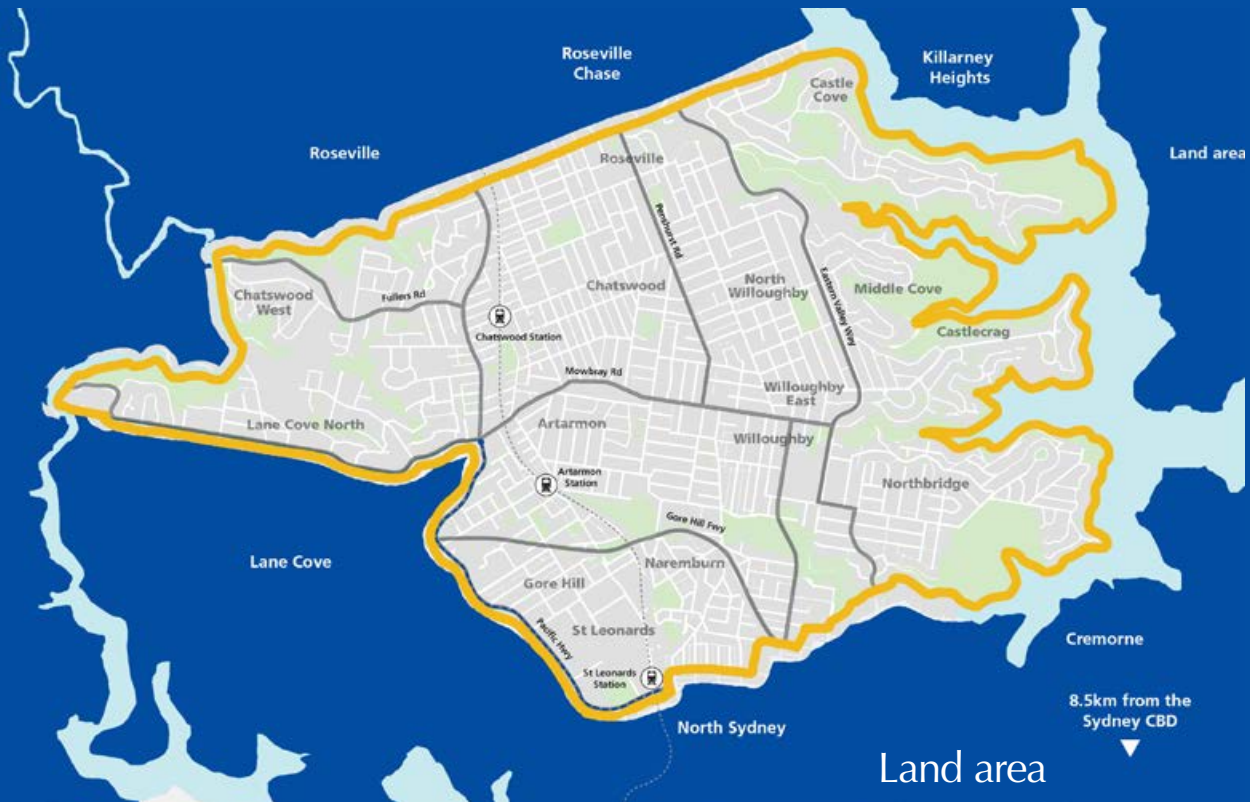 Roseville
Chase
Killarney
Heights
Castle
Cove
Roseville
Land area
Roseville
Penshurst Rd
Chatswood
West
Fullers Rd
Chatswood
North
Willoughby
Eastern Valley Way
Middle Cove
Chatswood Station
Castlecrag
Mowbray Rd
Willoughby
East
Lane Cove North
Artarmon
Willoughby
Artarmon
Station
Northbridge
Gore Hill Fwy
Lane Cove
Naremburn
Gore Hill
Pacific Hwy
St Leonards
Cremorne
St Leonards
Station
8.5km from the
Sydney CBD
North Sydney
Land area